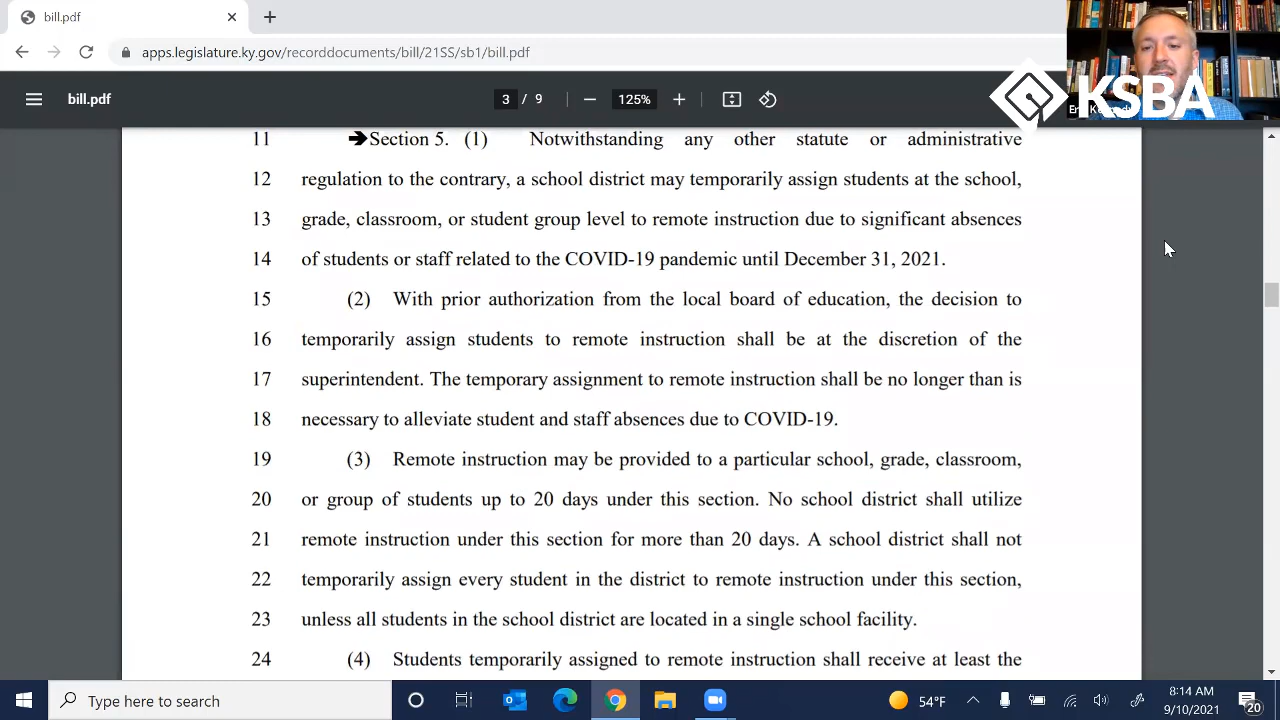 bill.pdf
apps.legislature.ky.gov/recorddocuments/bill/21SS/sb1/bill.pdf
bill.pdf
3 / 9
125%
KSBA
11 ➔Section 5. (1) Notwithstanding any other statute or administrative
12 regulation to the contrary, a school district may temporarily assign students at the school,
13 grade, classroom, or student group level to remote instruction due to significant absences
14 of students or staff related to the COVID-19 pandemic until December 31, 2021.
15 (2) With prior authorization from the local board of education, the decision to
16 temporarily assign students to remote instruction shall be at the discretion of the
17 superintendent. The temporary assignment to remote instruction shall be no longer than is
18 necessary to alleviate student and staff absences due to COVID-19.
19 (3) Remote instruction may be provided to a particular school, grade, classroom,
20 or group of students up to 20 days under this section. No school district shall utilize
21 remote instruction under this section for more than 20 days. A school district shall not
22 temporarily assign every student in the district to remote instruction under this section,
23 unless all students in the school district are located in a single school facility.
24 (4) Students temporarily assigned to remote instruction shall receive at least the
Type here to search
54°F
8:14 AM
9/10/2021
20